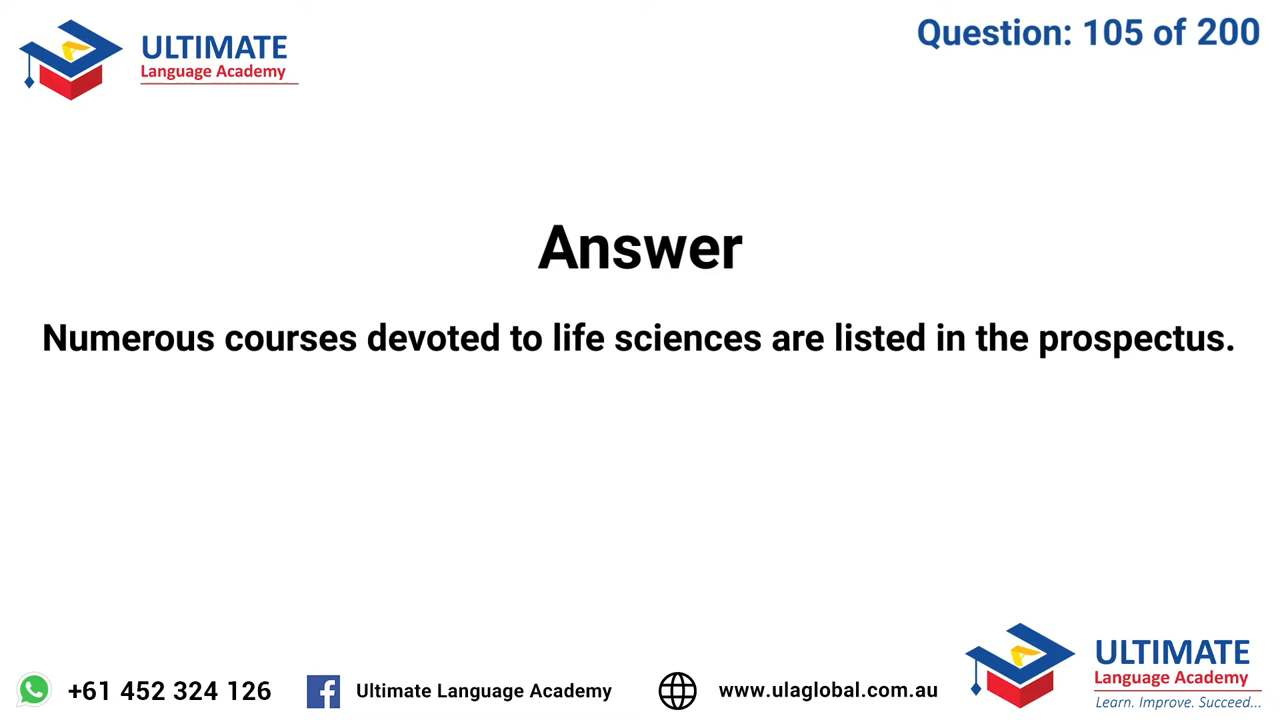 ULTIMATE
Language Academy
Question: 105 of 200
Answer
Numerous courses devoted to life sciences are listed in the prospectus.
+61 452 324 126
Ultimate Language Academy
www.ulaglobal.com.au
ULTIMATE
Language Academy
Learn. Improve. Succeed...